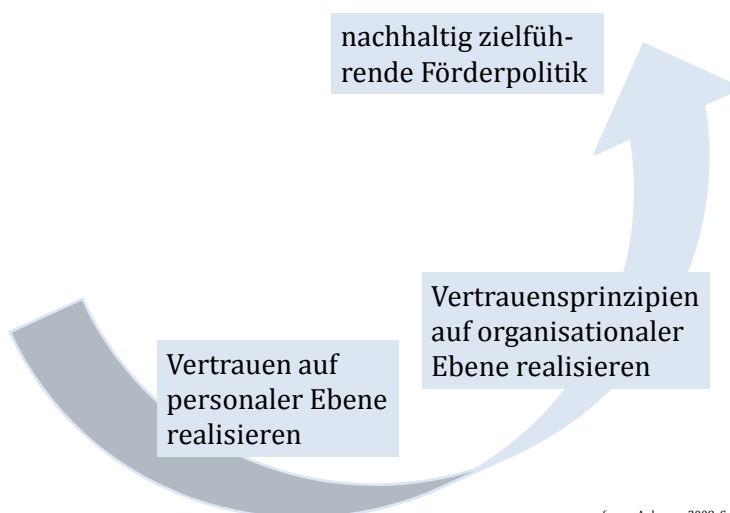 nachhaltig zielfüh-
rende Förderpolitik
Vertrauensprinzipien
auf organisationaler
Ebene realisieren
Vertrauen auf
personaler Ebene
realisieren